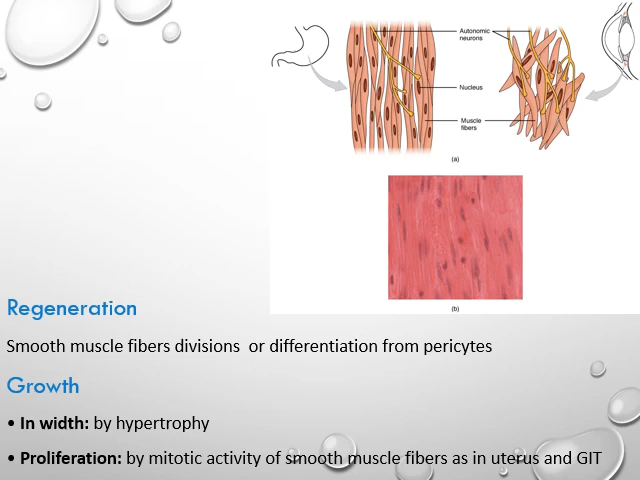 Autonomic
neurons
Nucleus
Muscle
fibers
(a)
(b)
Regeneration
Smooth muscle fibers divisions or differentiation from pericytes
Growth
• In width: by hypertrophy
• Proliferation: by mitotic activity of smooth muscle fibers as in uterus and GIT